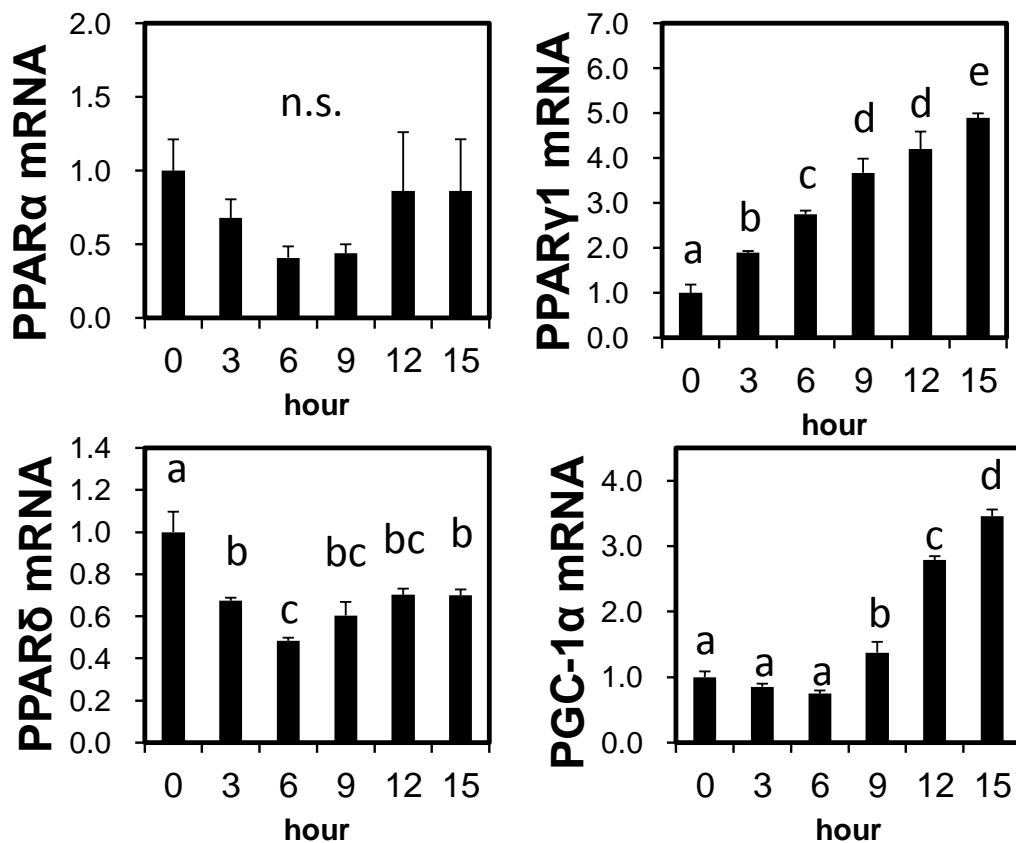 PPARα mRNA
2.0
1.5
1.0
0.5
0.0
n.s.
0 3 6 9 12 15
hour
PPARγ1 mRNA
7.0
6.0
5.0
4.0
3.0
2.0
1.0
0.0
a b c d d e
0 3 6 9 12 15
hour
PPARδ mRNA
1.4
1.2
1.0
0.8
0.6
0.4
0.2
0.0
a b c bc bc b
0 3 6 9 12 15
hour
PGC-1α mRNA
4.0
3.0
2.0
1.0
0.0
a a a b c d
0 3 6 9 12 15
hour